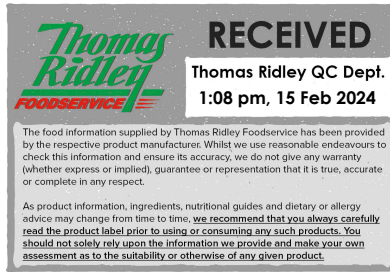 Thomas
Ridley
FOODSERVICE
RECEIVED
Thomas Ridley QC Dept.
1:08 pm, 15 Feb 2024
The food information supplied by Thomas Ridley Foodservice has been provided
by the respective product manufacturer. Whilst we use reasonable endeavours to
check this information and ensure its accuracy, we do not give any warranty
(whether express or implied), guarantee or representation that it is true, accurate
or complete in any respect.
As product information, ingredients, nutritional guides and dietary or allergy
advice may change from time to time, we recommend that you always carefully
read the product label prior to using or consuming any such products. You
should not solely rely upon the information we provide and make your own
assessment as to the suitability or otherwise of any given product.